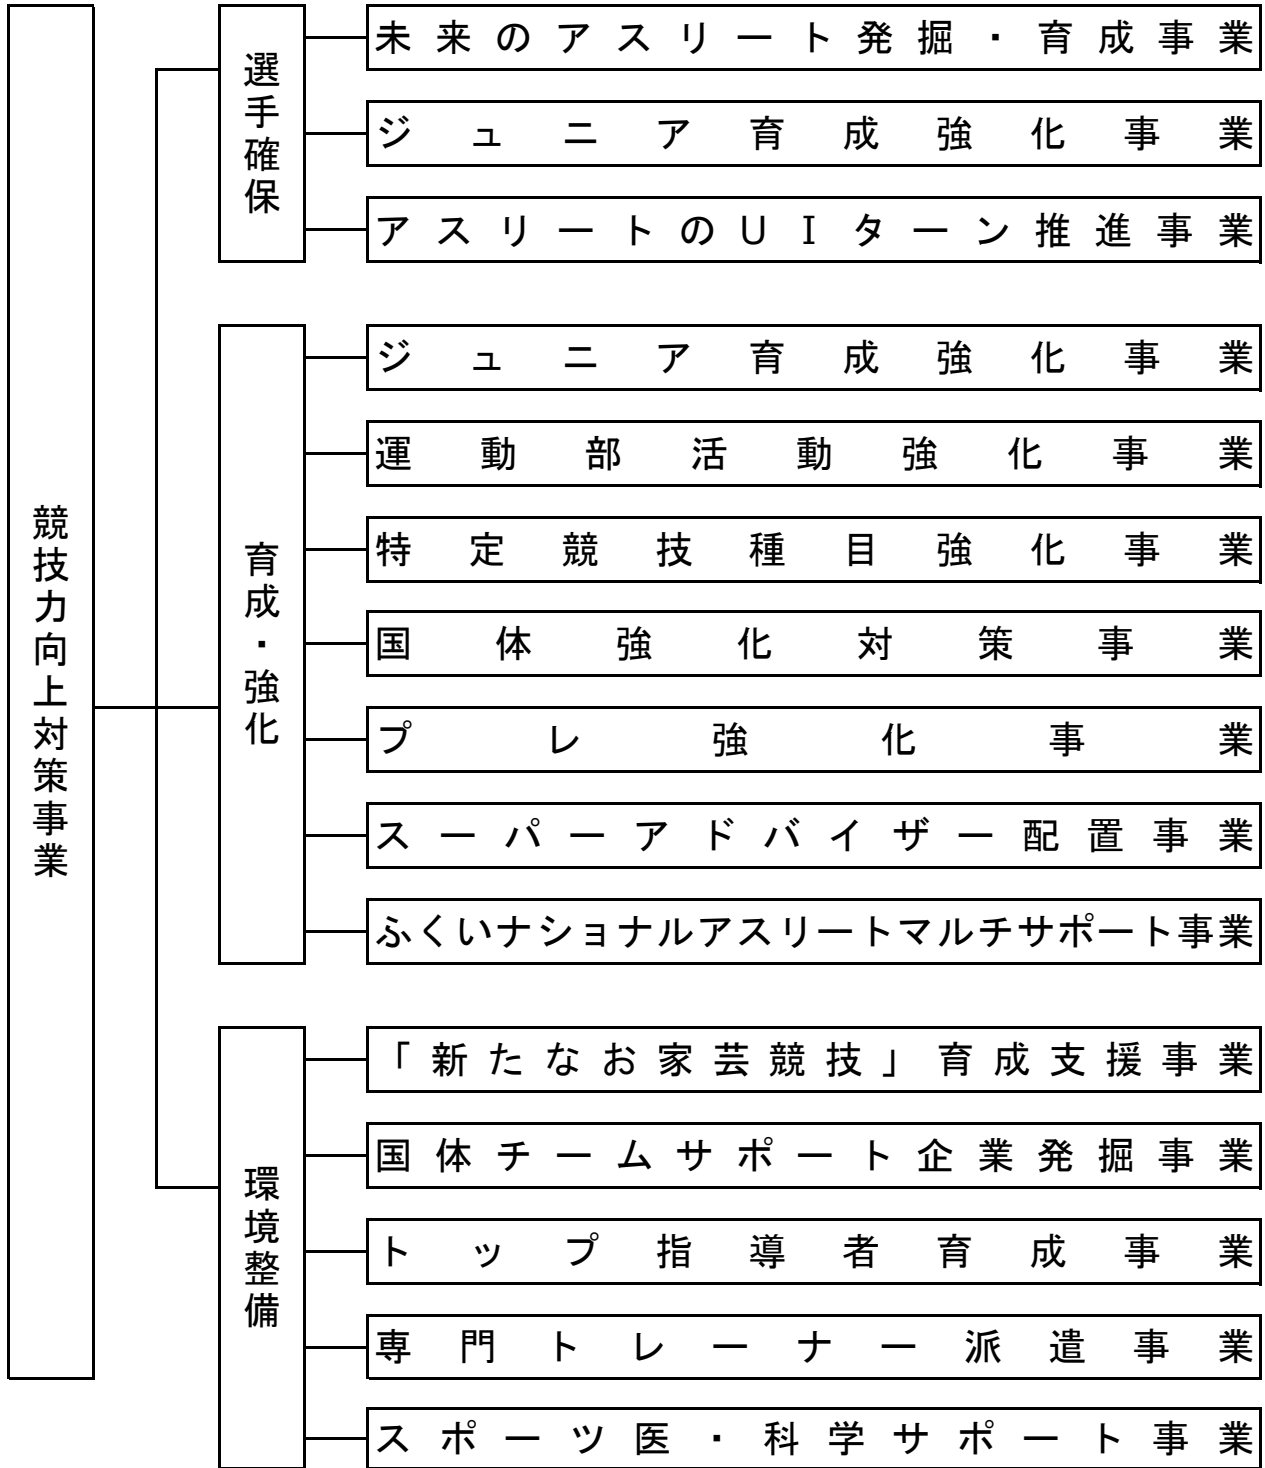 競技力向上対策事業
選手確保
未来のアスリート発掘・育成事業
ジュニア育成強化事業
アスリートのＵＩターン推進事業
育成・強化
ジュニア育成強化事業
運動部活動強化事業
特定競技種目強化事業
国体強化対策事業
プレ強化事業
スーパーアドバイザー配置事業
ふくいナショナルアスリートマルチサポート事業
環境整備
「新たなお家芸競技」育成支援事業
国体チームサポート企業発掘事業
トップ指導者育成事業
専門トレーナー派遣事業
スポーツ医・科学サポート事業